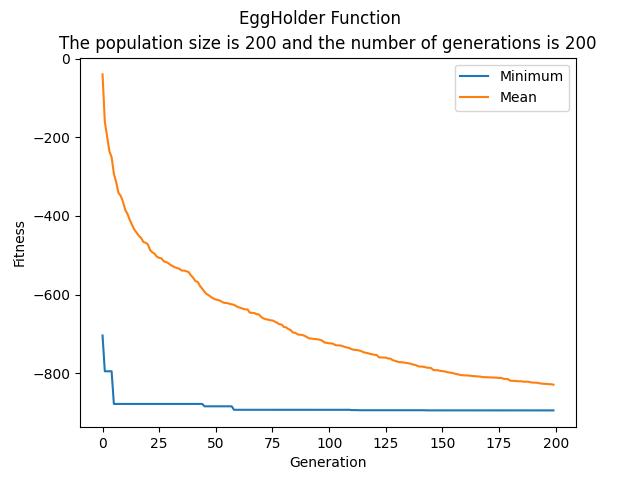 EggHolder Function
The population size is 200 and the number of generations is 200
Minimum
Mean
Fitness
0
−200
−400
−600
−800
0 25 50 75 100 125 150 175 200
Generation